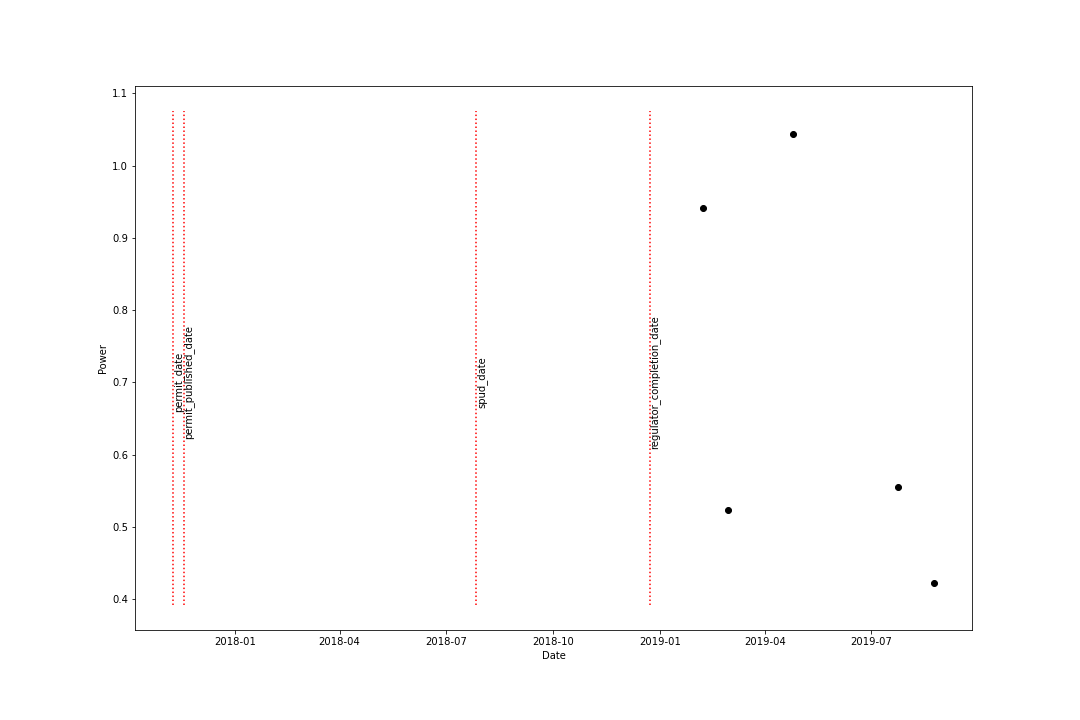 1.1
1.0
0.9
0.8
0.7
0.6
0.5
0.4
Power
permit_date
permit_published_date
spud_date
regulator_completion_date
2018-01 2018-04 2018-07 2018-10 2019-01 2019-04 2019-07
Date